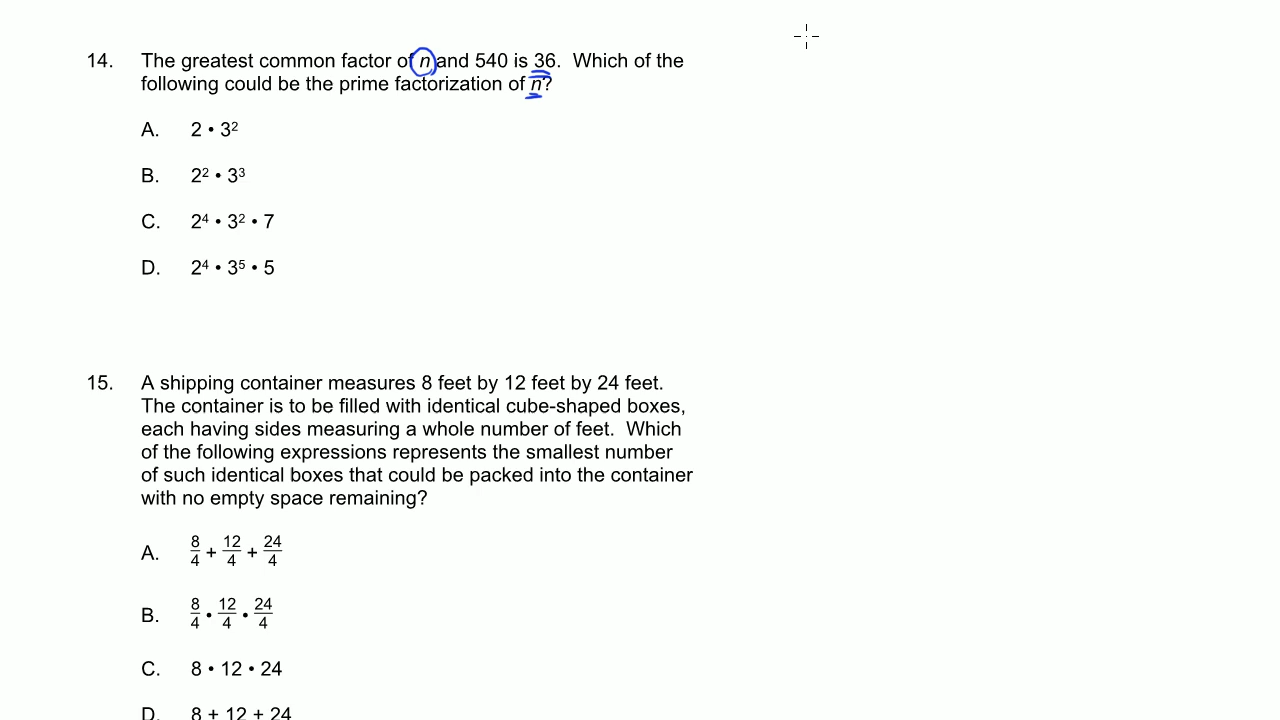 14. The greatest common factor of n and 540 is 36. Which of the
following could be the prime factorization of n?
A. 2 • 3²
B. 2² • 3³
C. 2⁴ • 3² • 7
D. 2⁴ • 3⁵ • 5
15. A shipping container measures 8 feet by 12 feet by 24 feet.
The container is to be filled with identical cube-shaped boxes,
each having sides measuring a whole number of feet. Which
of the following expressions represents the smallest number
of such identical boxes that could be packed into the container
with no empty space remaining?
A. 8/4 + 12/4 + 24/4
B. 8/4 • 12/4 • 24/4
C. 8 • 12 • 24
D. 8 + 12 + 24